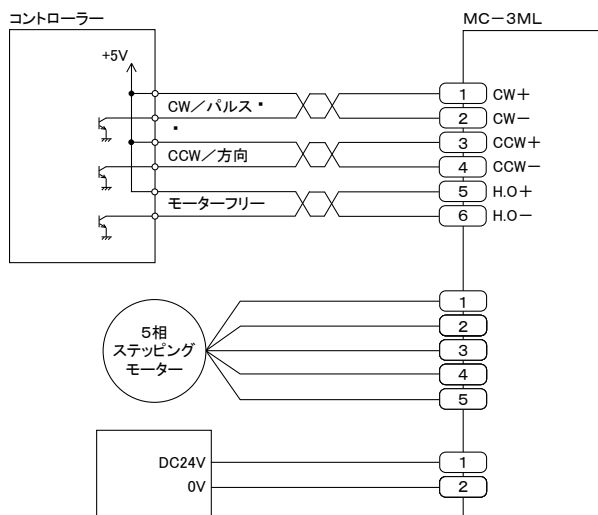 コントローラー
MC-3ML
+5V
CW/パルス
CCW/方向
モーターフリー
1 CW+
2 CW-
3 CCW+
4 CCW-
5 H.O+
6 H.O-
5相
ステッピング
モーター
1
2
3
4
5
DC24V
0V
1
2